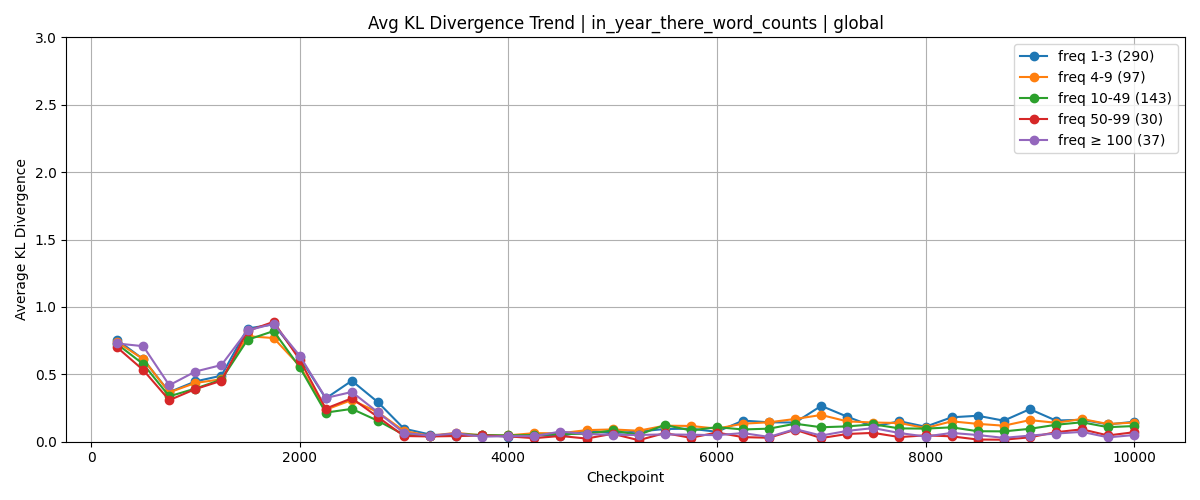 Avg KL Divergence Trend | in_year_there_word_counts | global
3.0
2.5
2.0
1.5
1.0
0.5
0.0
Average KL Divergence
freq 1-3 (290)
freq 4-9 (97)
freq 10-49 (143)
freq 50-99 (30)
freq ≥ 100 (37)
0 2000 4000 6000 8000 10000
Checkpoint